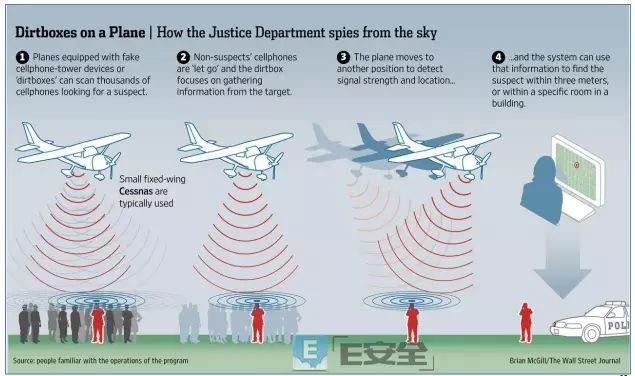 Dirtboxes on a Plane | How the Justice Department spies from the sky
1 Planes equipped with fake
cellphone-tower devices or
'dirtboxes' can scan thousands of
cellphones looking for a suspect.
2 Non-suspects' cellphones
are 'let go' and the dirtbox
focuses on gathering
information from the target.
3 The plane moves to
another position to detect
signal strength and location...
4 ...and the system can use
that information to find the
suspect within three meters,
or within a specific room in a
building.
Small fixed-wing
Cessnas are
typically used
POLI
E
E安全
Source: people familiar with the operations of the program
Brian McGill/The Wall Street Journal